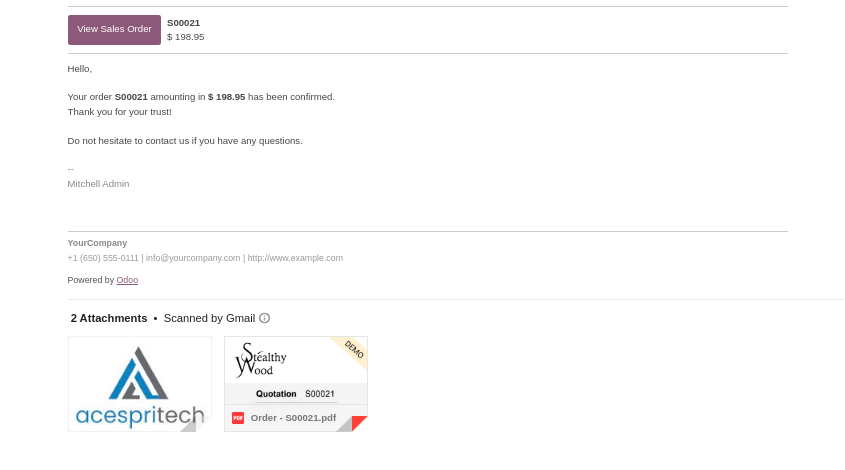 View Sales Order
S00021
$ 198.95
Hello,
Your order S00021 amounting in $ 198.95 has been confirmed.
Thank you for your trust!
Do not hesitate to contact us if you have any questions.
--
Mitchell Admin
YourCompany
+1 (650) 555-0111 | info@yourcompany.com | http://www.example.com
Powered by Odoo
2 Attachments • Scanned by Gmail
acespritech
Stealthy
Wood
DEMO
Quotation S00021
PDF Order - S00021.pdf